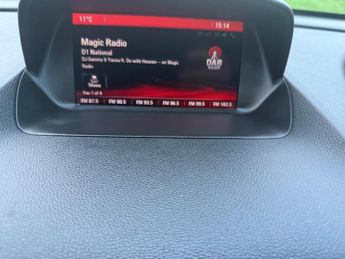 11°C 15:14
Magic Radio
D1 National
DJ Sammy & Yanou ft. Do with Heaven - on Magic
Radio
DAB
RADIO
Menu
Fav 1 of 6
FM 87.5 FM 90.5 FM 93.5 FM 96.5 FM 99.5 FM 102.5